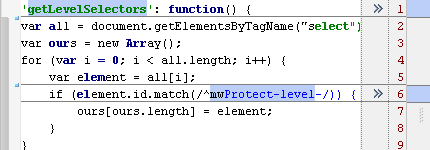 'getLevelSelectors': function() { » 1
var all = document.getElementsByTagName("select") 2
var ours = new Array(); 3
for (var i = 0; i < all.length; i++) { 4
var element = all[i]; 5
if (element.id.match(/^mwProtect-level-/)) { » 6
ours[ours.length] = element; 7
} 8
} 9